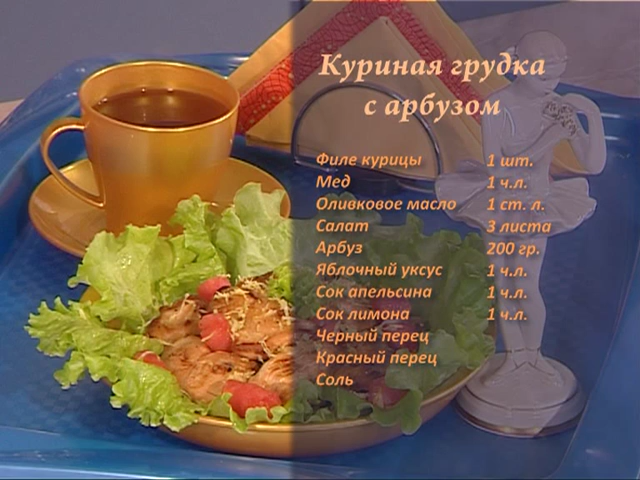 Куриная грудка
с арбузом
Филе курицы 1 шт.
Мед 1 ч.л.
Оливковое масло 1 ст. л.
Салат 3 листа
Арбуз 200 гр.
Яблочный уксус 1 ч.л.
Сок апельсина 1 ч.л.
Сок лимона 1 ч.л.
Черный перец
Красный перец
Соль